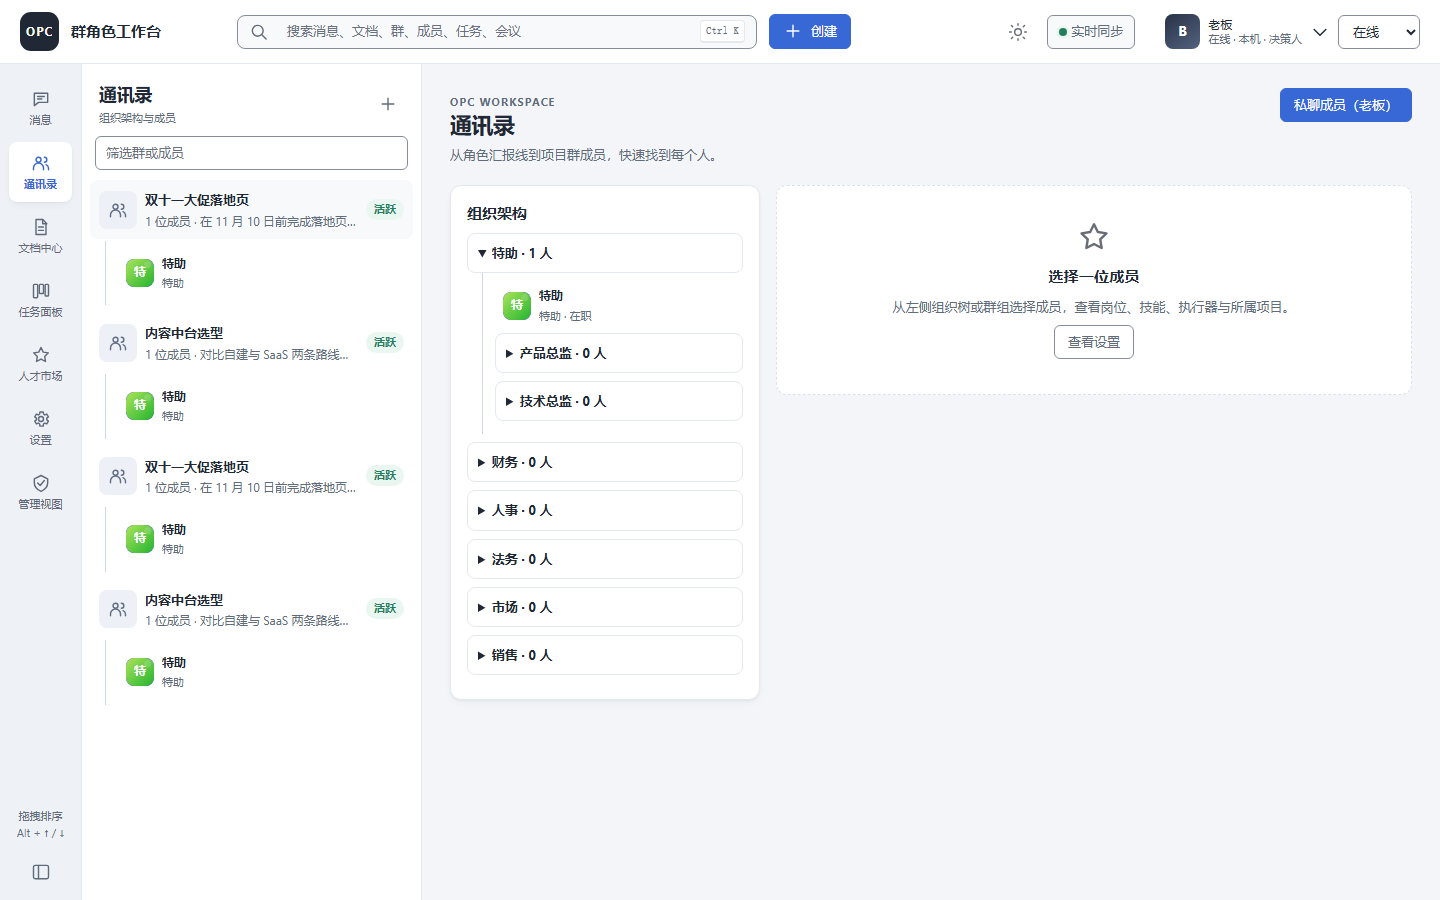 OPC 群角色工作台
搜索消息、文档、群、成员、任务、会议 Ctrl K
创建
实时同步
B
老板
在线 · 本机 · 决策人
在线
消息
通讯录
文档中心
任务面板
人才市场
设置
管理视图
拖拽排序
Alt + ↑ / ↓
通讯录
组织架构与成员
筛选群或成员
双十一大促落地页
1 位成员 · 在 11 月 10 日前完成落地页...
活跃
特
特助
特助
内容中台选型
1 位成员 · 对比自建与 SaaS 两条路线...
活跃
特
特助
特助
双十一大促落地页
1 位成员 · 在 11 月 10 日前完成落地页...
活跃
特
特助
特助
内容中台选型
1 位成员 · 对比自建与 SaaS 两条路线...
活跃
特
特助
特助
OPC WORKSPACE
通讯录
从角色汇报线到项目群成员，快速找到每个人。
私聊成员（老板）
组织架构
▼ 特助 · 1 人
特
特助
特助 · 在职
▶ 产品总监 · 0 人
▶ 技术总监 · 0 人
▶ 财务 · 0 人
▶ 人事 · 0 人
▶ 法务 · 0 人
▶ 市场 · 0 人
▶ 销售 · 0 人
选择一位成员
从左侧组织树或群组选择成员，查看岗位、技能、执行器与所属项目。
查看设置